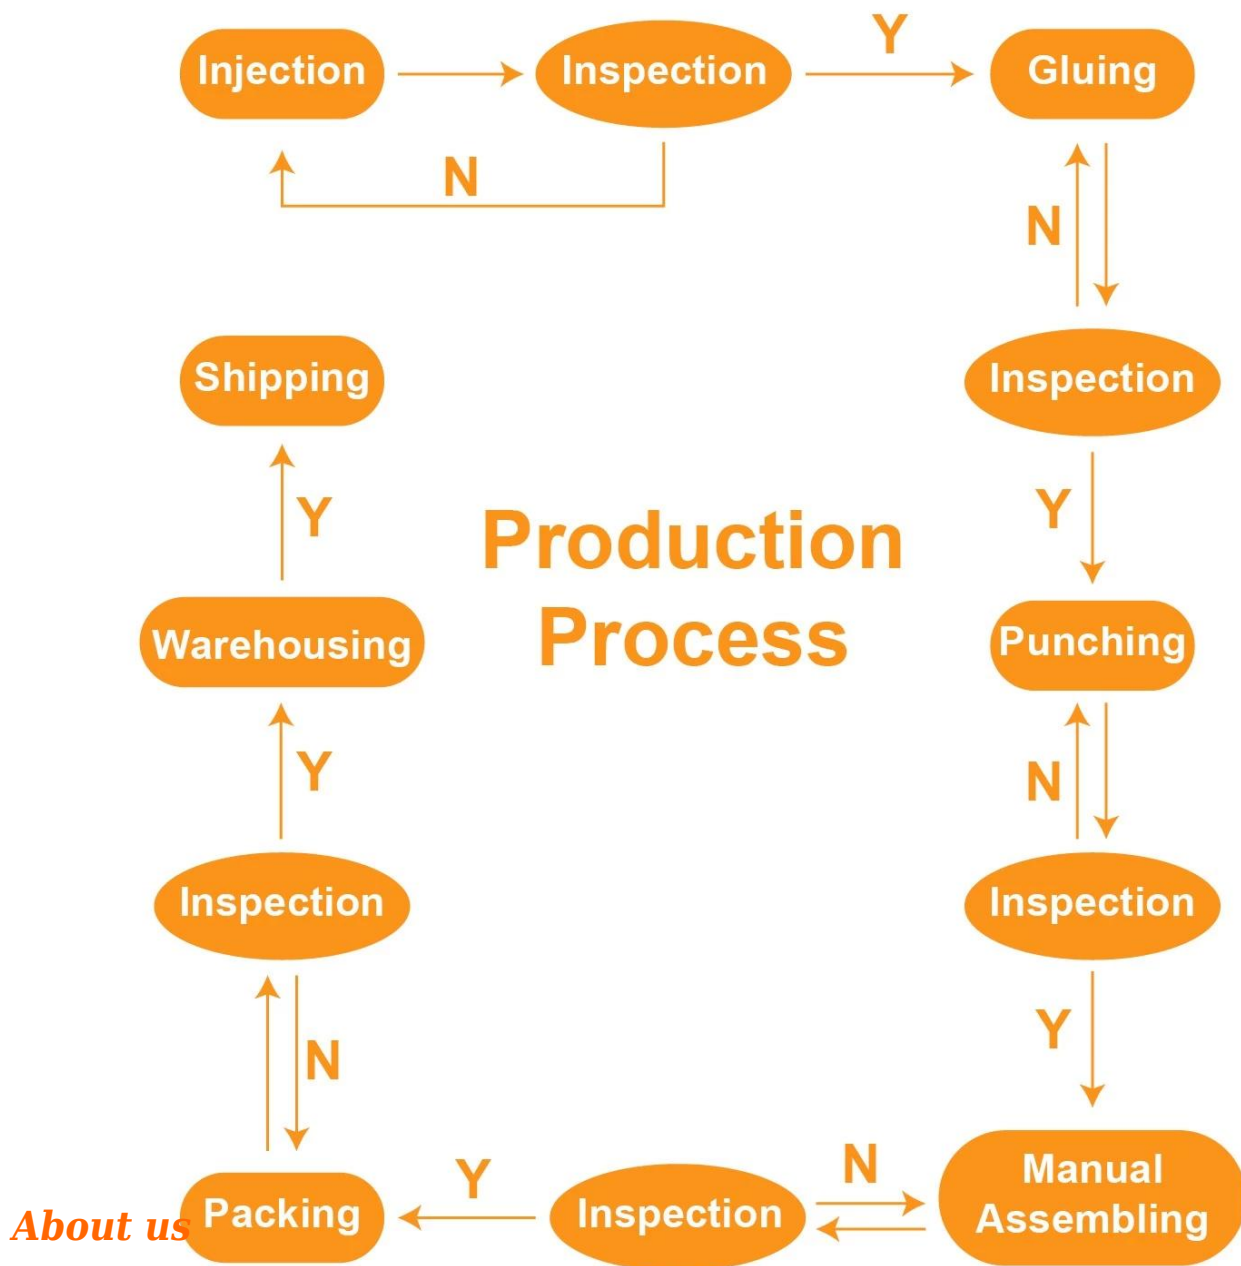 Injection
Inspection
Y
Gluing
N
N
Inspection
Shipping
Y
Y
Production
Process
Warehousing
Punching
Y
N
Inspection
Inspection
Y
N
Manual
Assembling
N
Y
Inspection
Packing
About us